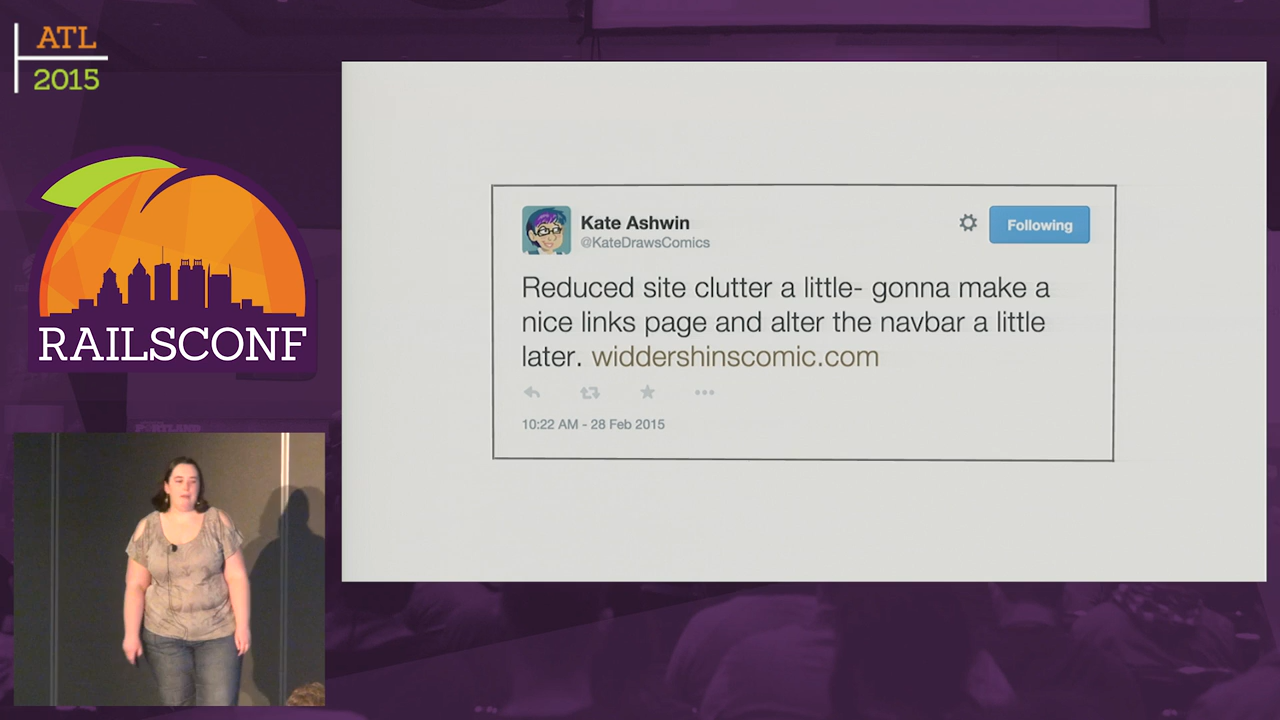 ATL
2015
RAILSCONF
Kate Ashwin
@KateDrawsComics
Following
Reduced site clutter a little- gonna make a
nice links page and alter the navbar a little
later. widdershinscomic.com
10:22 AM - 28 Feb 2015